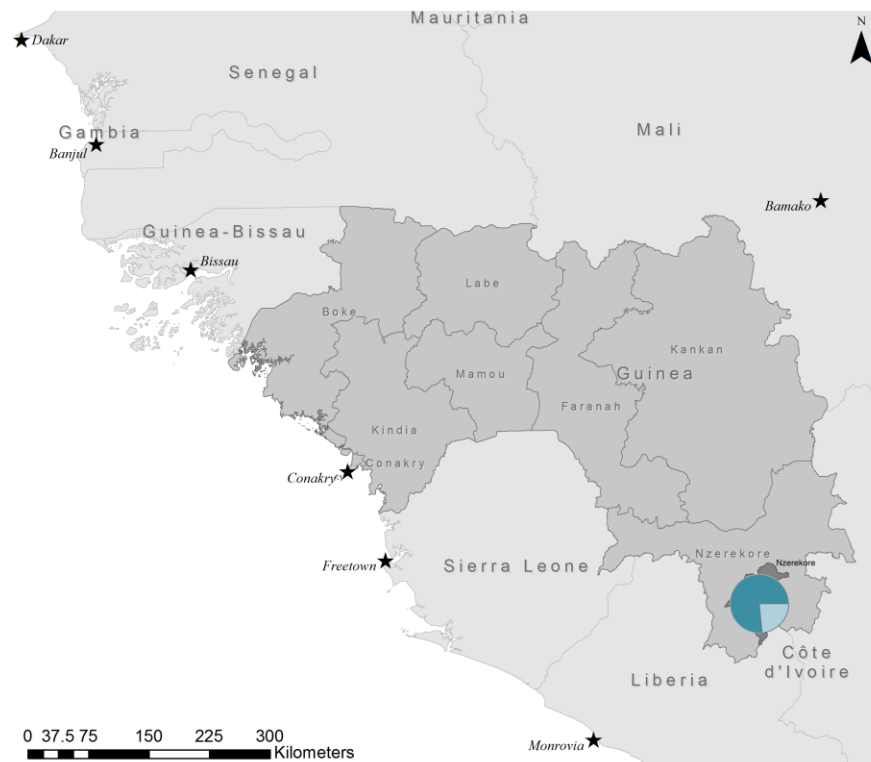 Mauritania
N
Dakar
Senegal
Gambia
Mali
Banjul
Bamako
Guinea-Bissau
Bissau
Labe
Boke
Kankan
Mamou
Guinea
Faranah
Kindia
Conakry
Conakry
Nzerekore
Nzerekore
Freetown
Sierra Leone
Côte
d'Ivoire
Liberia
Monrovia
0 37.5 75 150 225 300
Kilometers